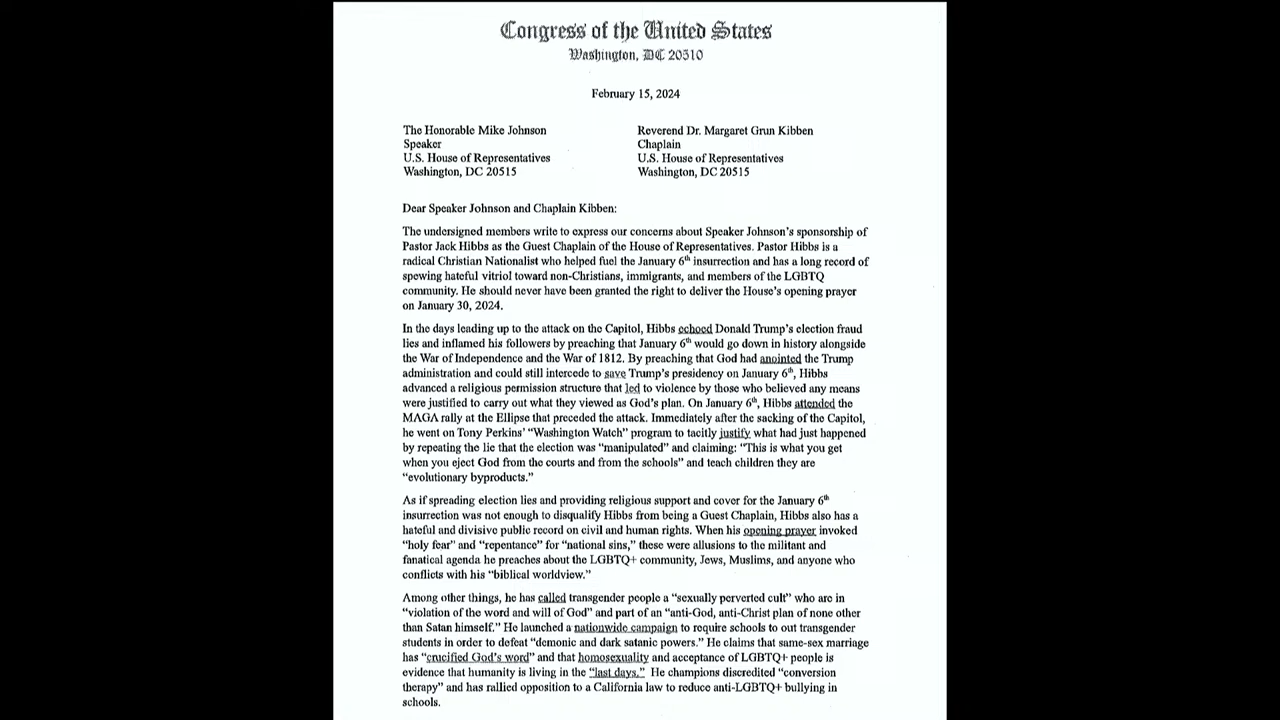 Congress of the United States
Washington, DC 20510
February 15, 2024
The Honorable Mike Johnson
Speaker
U.S. House of Representatives
Washington, DC 20515
Reverend Dr. Margaret Grun Kibben
Chaplain
U.S. House of Representatives
Washington, DC 20515
Dear Speaker Johnson and Chaplain Kibben:
The undersigned members write to express our concerns about Speaker Johnson's sponsorship of
Pastor Jack Hibbs as the Guest Chaplain of the House of Representatives. Pastor Hibbs is a
radical Christian Nationalist who helped fuel the January 6th insurrection and has a long record of
spewing hateful vitriol toward non-Christians, immigrants, and members of the LGBTQ
community. He should never have been granted the right to deliver the House's opening prayer
on January 30, 2024.
In the days leading up to the attack on the Capitol, Hibbs echoed Donald Trump's election fraud
lies and inflamed his followers by preaching that January 6th would go down in history alongside
the War of Independence and the War of 1812. By preaching that God had anointed the Trump
administration and could still intercede to save Trump's presidency on January 6th, Hibbs
advanced a religious permission structure that led to violence by those who believed any means
were justified to carry out what they viewed as God's plan. On January 6th, Hibbs attended the
MAGA rally at the Ellipse that preceded the attack. Immediately after the sacking of the Capitol,
he went on Tony Perkins' “Washington Watch” program to tacitly justify what had just happened
by repeating the lie that the election was “manipulated” and claiming: “This is what you get
when you eject God from the courts and from the schools” and teach children they are
“evolutionary byproducts.”
As if spreading election lies and providing religious support and cover for the January 6th
insurrection was not enough to disqualify Hibbs from being a Guest Chaplain, Hibbs also has a
hateful and divisive public record on civil and human rights. When his opening prayer invoked
“holy fear” and “repentance” for “national sins,” these were allusions to the militant and
fanatical agenda he preaches about the LGBTQ+ community, Jews, Muslims, and anyone who
conflicts with his “biblical worldview.”
Among other things, he has called transgender people a “sexually perverted cult” who are in
“violation of the word and will of God” and part of an “anti-God, anti-Christ plan of none other
than Satan himself.” He launched a nationwide campaign to require schools to out transgender
students in order to defeat “demonic and dark satanic powers.” He claims that same-sex marriage
has “crucified God's word” and that homosexuality and acceptance of LGBTQ+ people is
evidence that humanity is living in the “last days.” He champions discredited “conversion
therapy” and has rallied opposition to a California law to reduce anti-LGBTQ+ bullying in
schools.